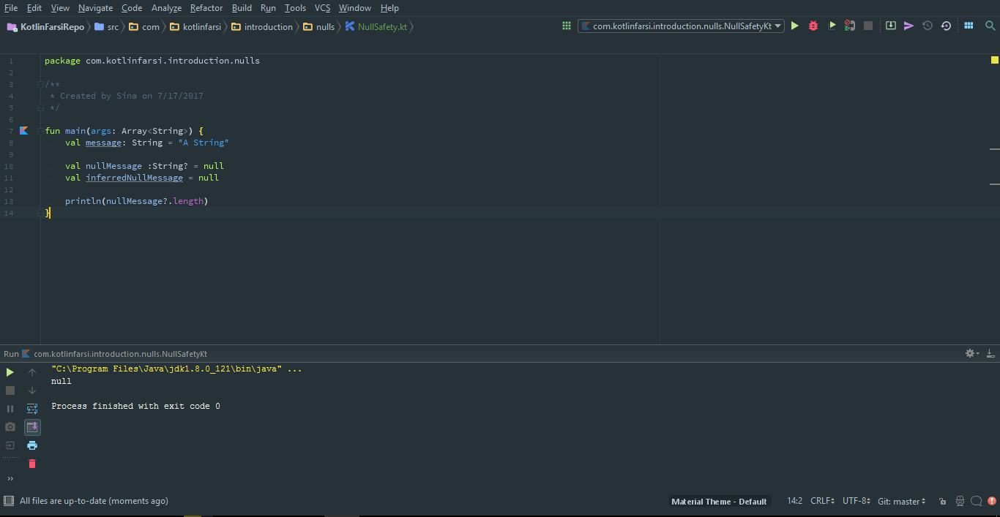 File Edit View Navigate Code Analyze Refactor Build Run Tools VCS Window Help
KotlinFarsiRepo src com kotlinfarsi introduction nulls NullSafety.kt com.kotlinfarsi.introduction.nulls.NullSafetyKt
1 package com.kotlinfarsi.introduction.nulls
2
3 /**
4 * Created by Sina on 7/17/2017
5 */
6
7 fun main(args: Array<String>) {
8 val message: String = "A String"
9
10 val nullMessage :String? = null
11 val inferredNullMessage = null
12
13 println(nullMessage?.length)
14 }
Run com.kotlinfarsi.introduction.nulls.NullSafetyKt
"C:\Program Files\Java\jdk1.8.0_121\bin\java" ...
null
Process finished with exit code 0
All files are up-to-date (moments ago) Material Theme - Default 14:2 CRLF UTF-8 Git: master